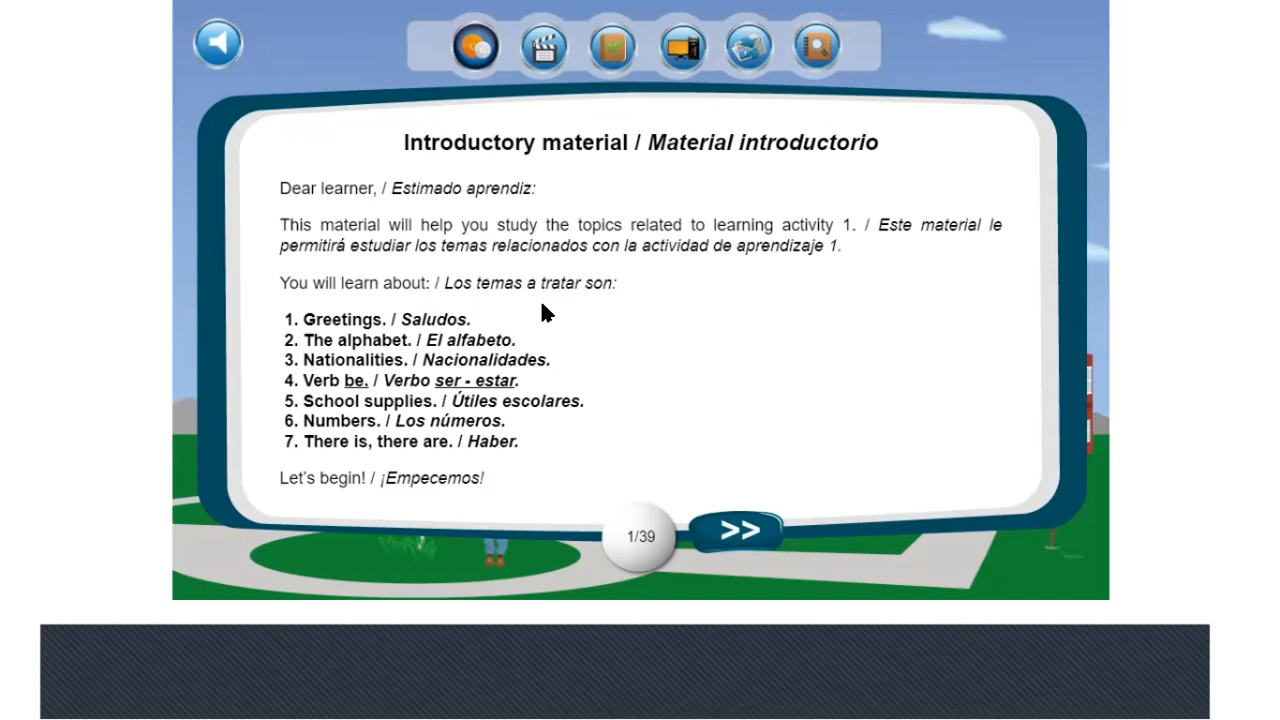 Introductory material / Material introductorio
Dear learner, / Estimado aprendiz:
This material will help you study the topics related to learning activity 1. / Este material le
permitirá estudiar los temas relacionados con la actividad de aprendizaje 1.
You will learn about: / Los temas a tratar son:
1. Greetings. / Saludos.
2. The alphabet. / El alfabeto.
3. Nationalities. / Nacionalidades.
4. Verb be. / Verbo ser - estar.
5. School supplies. / Útiles escolares.
6. Numbers. / Los números.
7. There is, there are. / Haber.
Let's begin! / ¡Empecemos!
1/39
>>